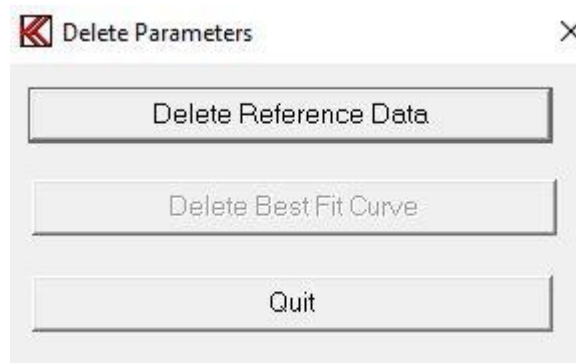 Delete Parameters
Delete Reference Data
Delete Best Fit Curve
Quit